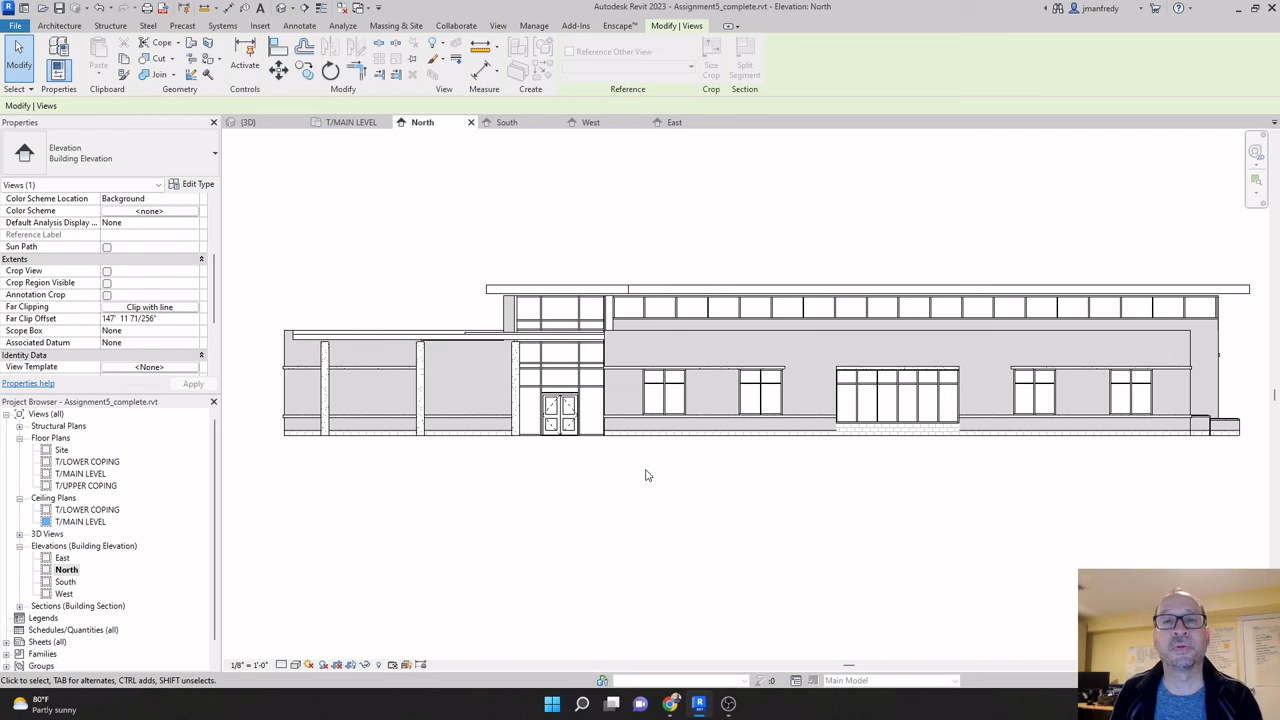 Autodesk Revit 2023 - Assignment5_complete.rvt - Elevation: North
jmanfredy
File Architecture Structure Steel Precast Systems Insert Annotate Analyze Massing & Site Collaborate View Manage Add-Ins Enscape™ Modify | Views
Modify Paste Cope Cut Join Activate Reference Other View Size Crop Split Segment
Select Properties Clipboard Geometry Controls Modify View Measure Create Reference Crop Section
Modify | Views
Properties
(3D) T/MAIN LEVEL North South West East
Elevation
Building Elevation
Views (1) Edit Type
Color Scheme Location Background
Color Scheme <none>
Default Analysis Display ... None
Reference Label
Sun Path
Extents
Crop View
Crop Region Visible
Annotation Crop
Far Clipping Clip with line
Far Clip Offset 147' 11 71/256"
Scope Box None
Associated Datum None
Identity Data
View Template <None>
Properties help Apply
Project Browser - Assignment5_complete.rvt
Views (all)
Structural Plans
Floor Plans
Site
T/LOWER COPING
T/MAIN LEVEL
T/UPPER COPING
Ceiling Plans
T/LOWER COPING
T/MAIN LEVEL
3D Views
Elevations (Building Elevation)
East
North
South
West
Sections (Building Section)
Legends
Schedules/Quantities (all)
Sheets (all)
Families
Groups
1/8" = 1'-0"
Click to select, TAB for alternates, CTRL adds, SHIFT unselects. :0 Main Model
80°F
Partly sunny